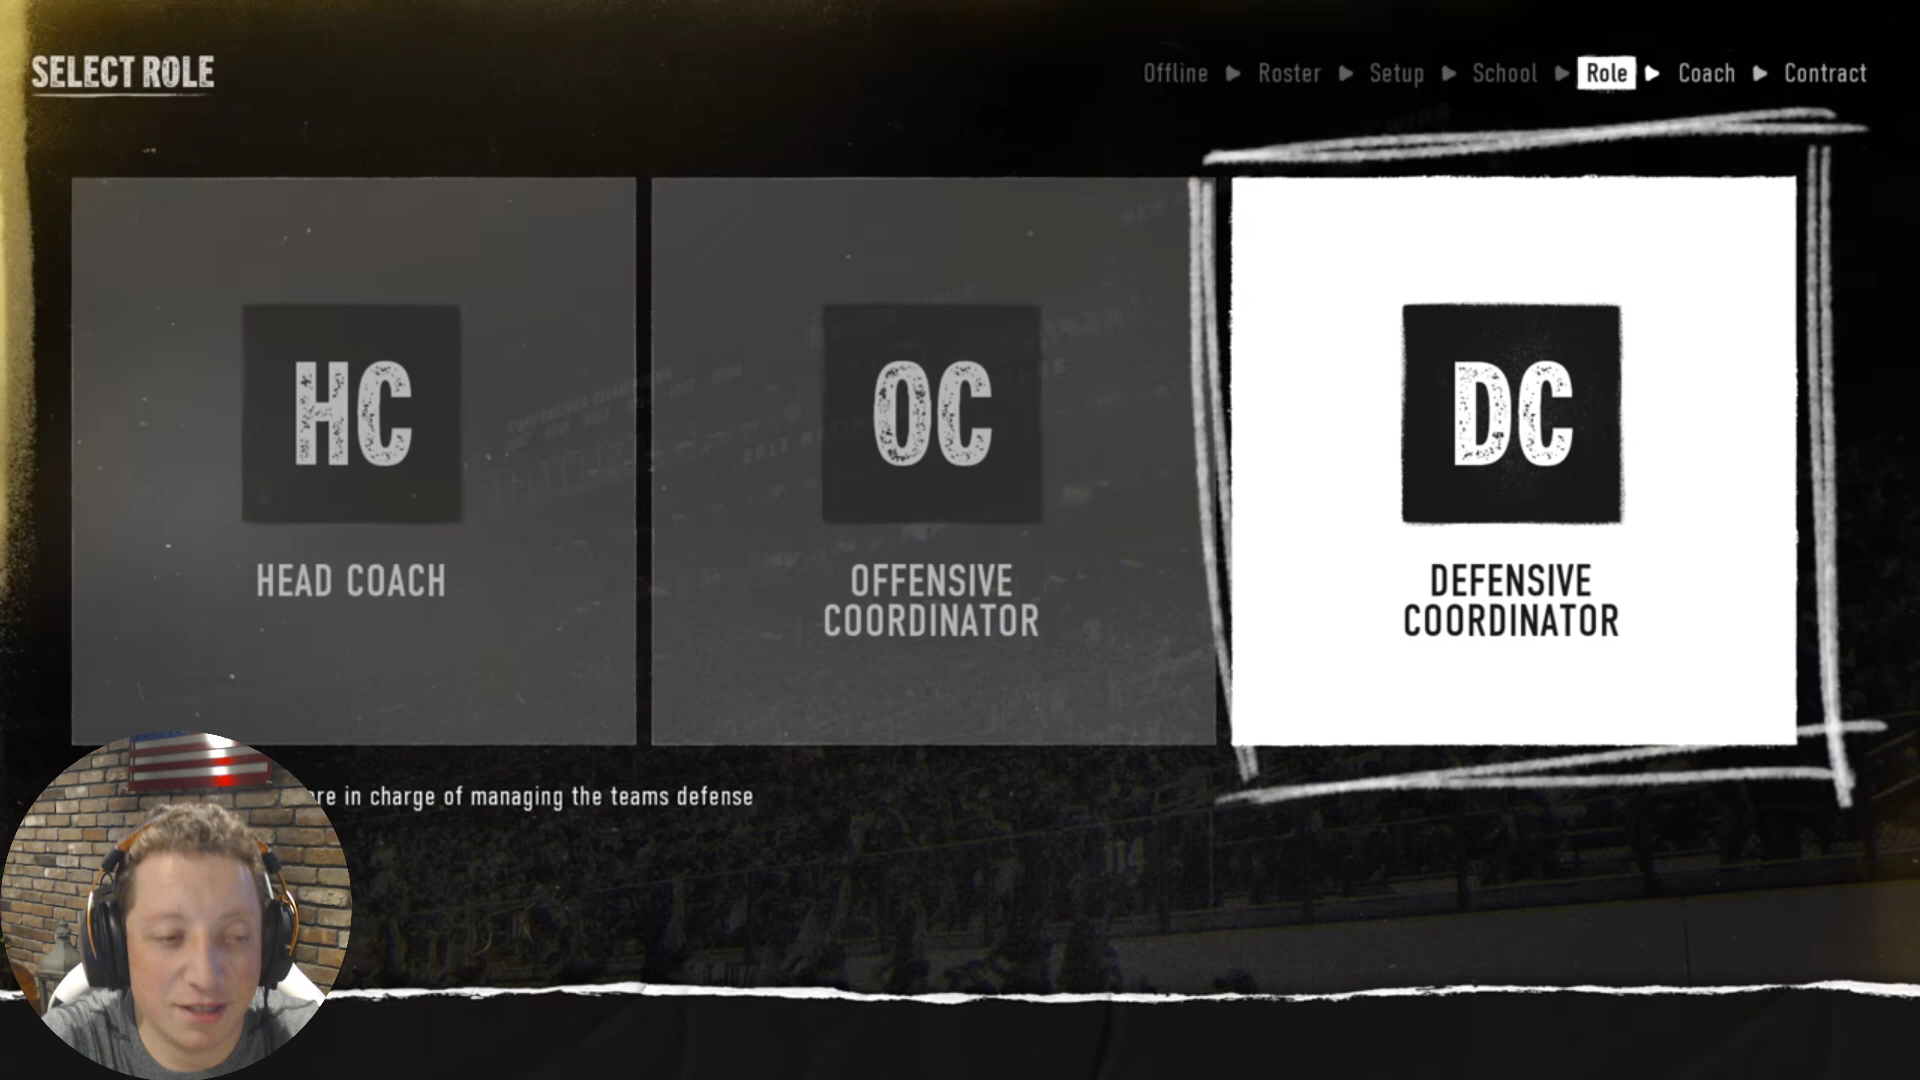 SELECT ROLE
Offline Roster Setup School Role Coach Contract
HC
HEAD COACH
OC
OFFENSIVE
COORDINATOR
DC
DEFENSIVE
COORDINATOR
in charge of managing the teams defense
114